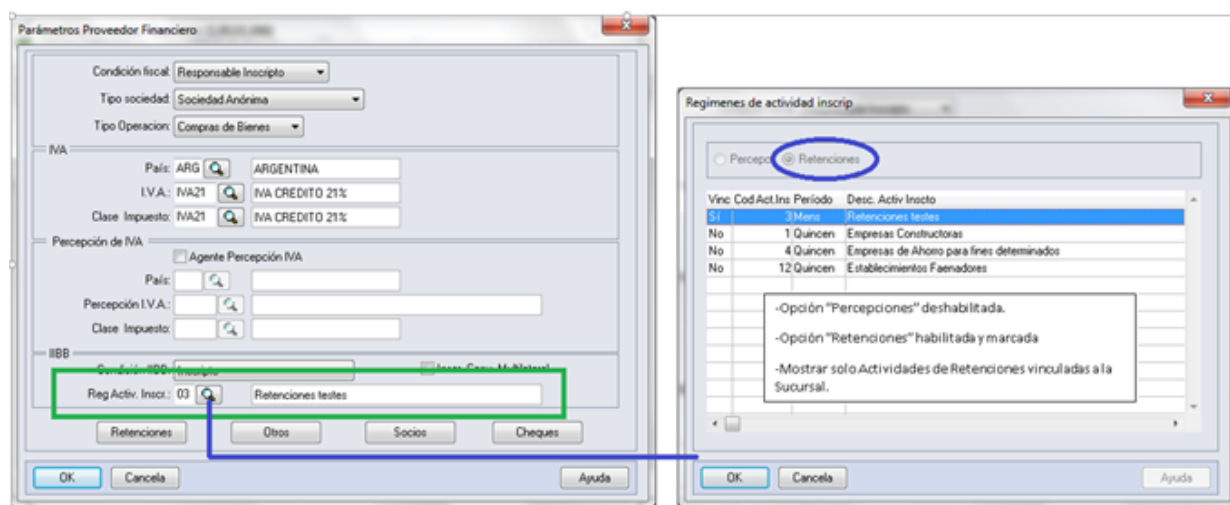 Parámetros Proveedor Financiero
Condición fiscal: Responsable Inscripto
Tipo sociedad: Sociedad Anónima
Tipo Operacion: Compras de Bienes
IVA
País: ARG ARGENTINA
I.V.A.: IVA21 IVA CREDITO 21%
Clase Impuesto: IVA21 IVA CREDITO 21%
Percepción de IVA
Agente Percepción IVA
País:
Percepción I.V.A.:
Clase Impuesto:
IIBB
Reg Activ. Inscr.: 03 Retenciones testes
Retenciones Otros Socios Cheques
OK Cancela Ayuda
Regimenes de actividad inscrip
Percepc Retenciones
Vinc Cod Act.Ins Período Desc. Activ Inscto
Sí 3 Mens Retenciones testes
No 1 Quincen Empresas Constructoras
No 4 Quincen Empresas de Ahorro para fines determinados
No 12 Quincen Establecimientos Faenadores
-Opción "Percepciones" deshabilitada.
-Opción "Retenciones" habilitada y marcada
-Mostrar solo Actividades de Retenciones vinculadas a la
Sucursal.
OK Cancela Ayuda